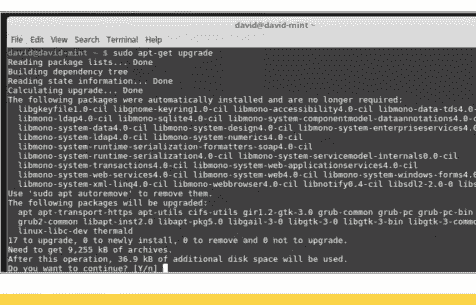 david@david-mint ~
File Edit View Search Terminal Help
david@david-mint ~ $ sudo apt-get upgrade
Reading package lists... Done
Building dependency tree
Reading state information... Done
Calculating upgrade... Done
The following packages were automatically installed and are no longer required:
libgkeyfile1.0-cil libgnome-keyring1.0-cil libmono-accessibility4.0-cil libmono-data-tds4.0-
libmono-ldap4.0-cil libmono-sqlite4.0-cil libmono-system-componentmodel-dataannotations4.0-c
libmono-system-data4.0-cil libmono-system-design4.0-cil libmono-system-enterpriseservices4.0
libmono-system-ldap4.0-cil libmono-system-numerics4.0-cil
libmono-system-runtime-serialization-formatters-soap4.0-cil
libmono-system-runtime-serialization4.0-cil libmono-system-servicemodel-internals0.0-cil
libmono-system-transactions4.0-cil libmono-system-web-applicationservices4.0-cil
libmono-system-web-services4.0-cil libmono-system-web4.0-cil libmono-system-windows-forms4.0
libmono-system-xml-linq4.0-cil libmono-webbrowser4.0-cil libnotify0.4-cil libsdl2-2.0-0 libs
Use 'sudo apt autoremove' to remove them.
The following packages will be upgraded:
apt apt-transport-https apt-utils cifs-utils gir1.2-gtk-3.0 grub-common grub-pc grub-pc-bin
grub2-common libapt-inst2.0 libapt-pkg5.0 libgail-3-0 libgtk-3-0 libgtk-3-bin libgtk-3-commo
linux-libc-dev thermald
17 to upgrade, 0 to newly install, 0 to remove and 0 not to upgrade.
Need to get 9,255 kB of archives.
After this operation, 36.9 kB of additional disk space will be used.
Do you want to continue? [Y/n]